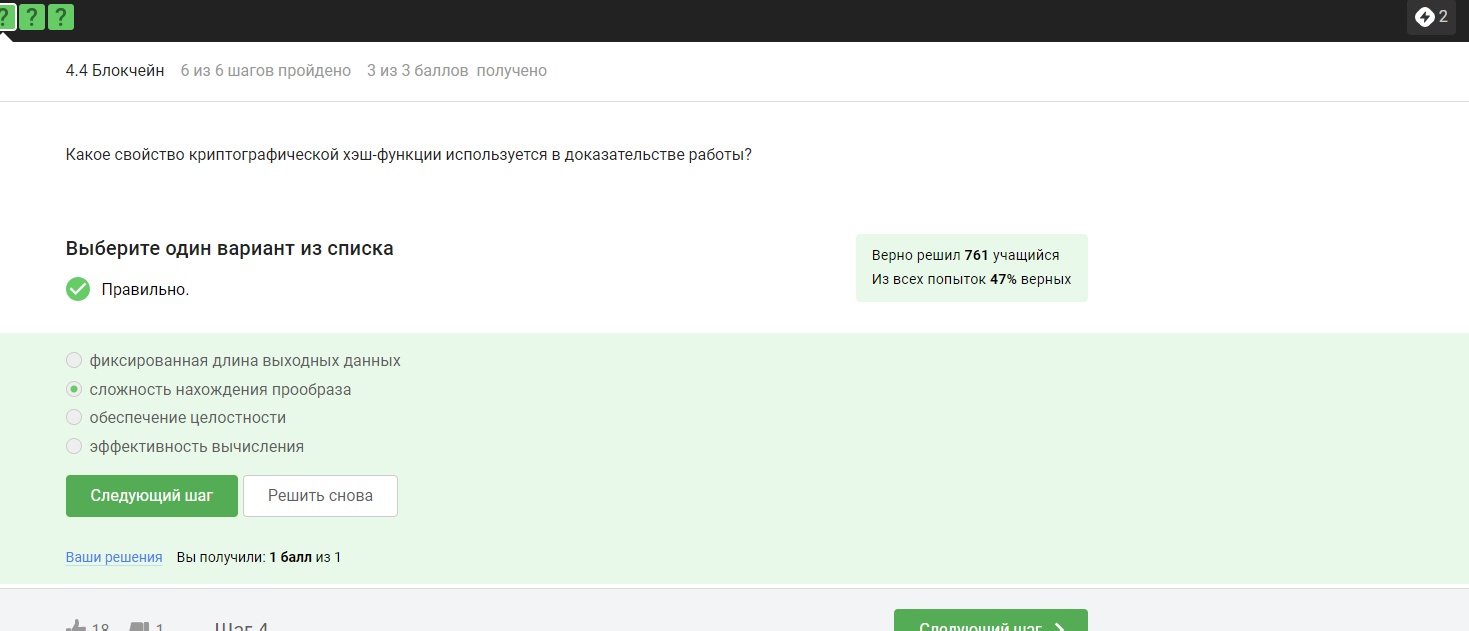 ? ? ?
2
4.4 Блокчейн 6 из 6 шагов пройдено 3 из 3 баллов получено
Какое свойство криптографической хэш-функции используется в доказательстве работы?
Выберите один вариант из списка
Верно решил 761 учащийся
Из всех попыток 47% верных
Правильно.
фиксированная длина выходных данных
сложность нахождения прообраза
обеспечение целостности
эффективность вычисления
Следующий шаг Решить снова
Ваши решения Вы получили: 1 балл из 1
18 1 Шаг 4 Следующий шаг